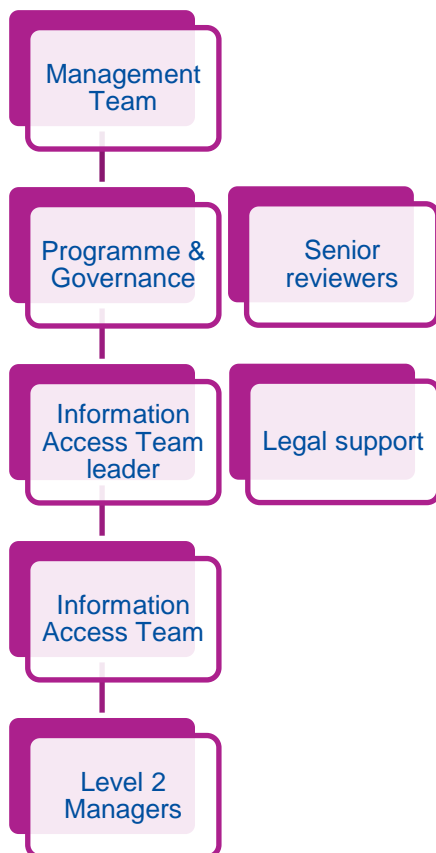 Management
Team
Programme &
Governance
Senior
reviewers
Information
Access Team
leader
Legal support
Information
Access Team
Level 2
Managers